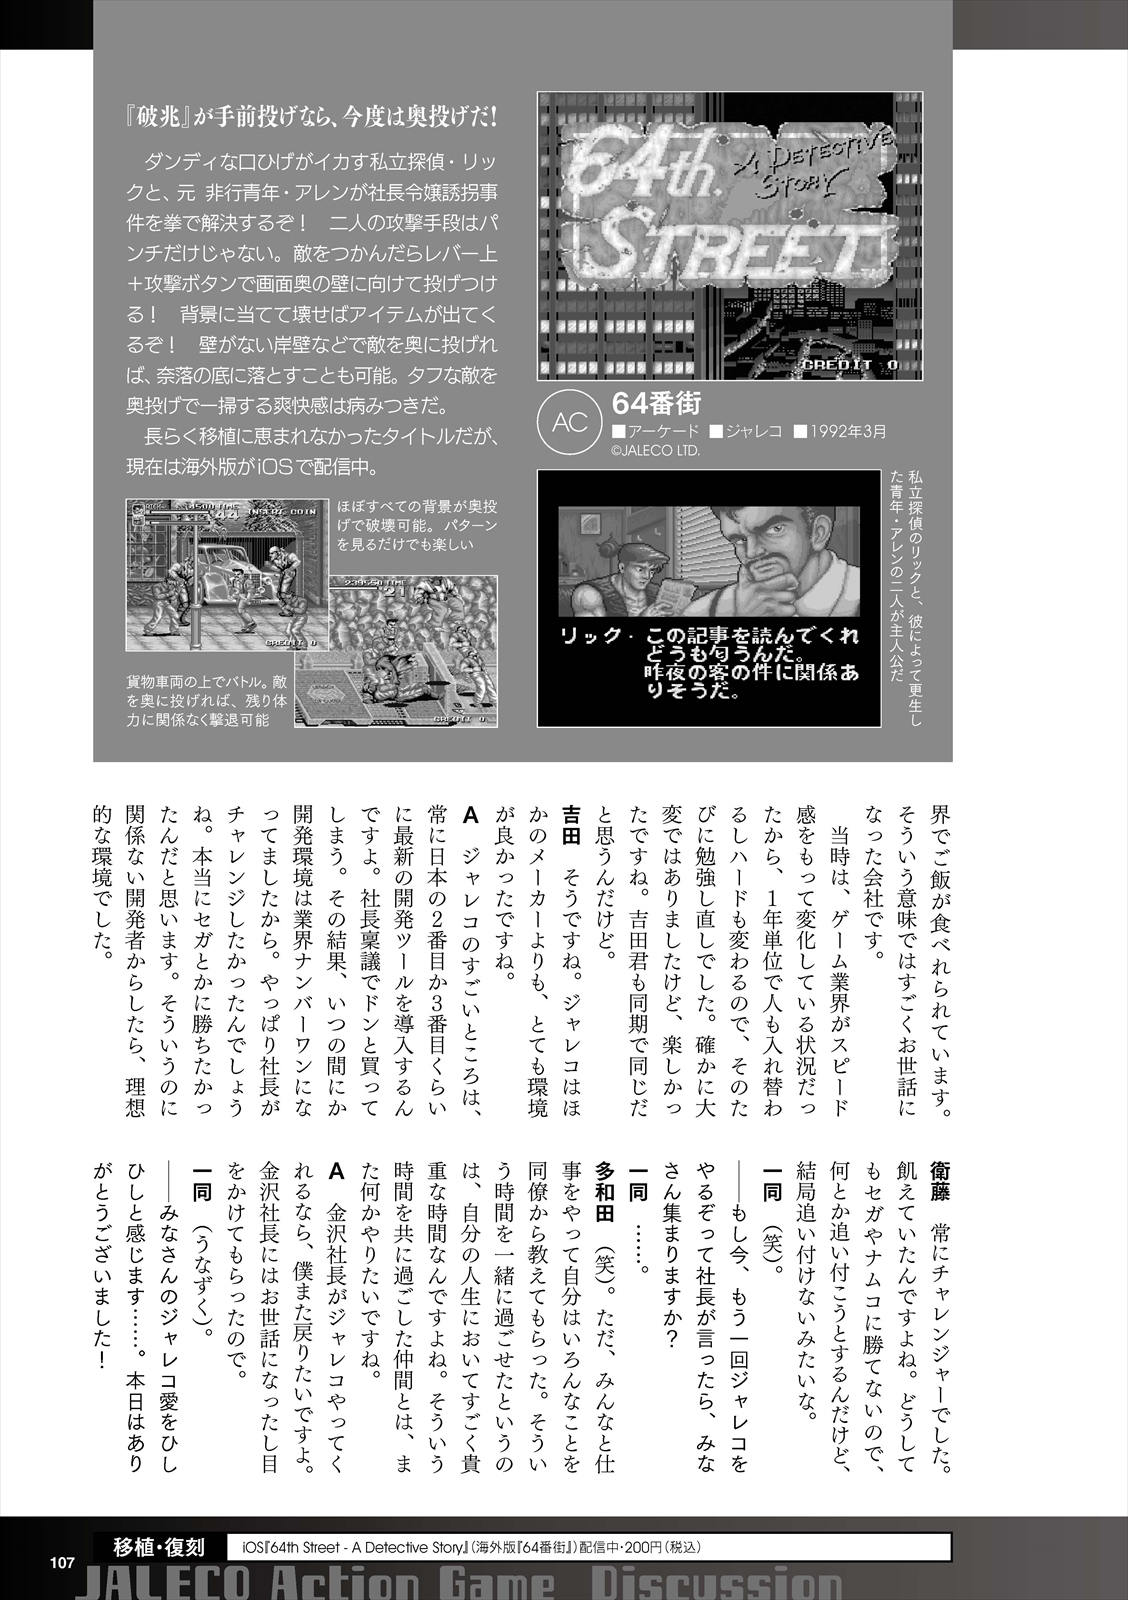 『破兆』が手前投げなら、今度は奥投げだ!
ダンディな口ひげがイカす私立探偵・リッ
クと、元 非行青年・アレンが社長令嬢誘拐事
件を拳で解決するぞ! 二人の攻撃手段はパ
ンチだけじゃない。敵をつかんだらレバー上
+攻撃ボタンで画面奥の壁に向けて投げつけ
る! 背景に当てて壊せばアイテムが出てく
るぞ! 壁がない岸壁などで敵を奥に投げれ
ば、奈落の底に落とすことも可能。タフな敵を
奥投げで一掃する爽快感は病みつきだ。
長らく移植に恵まれなかったタイトルだが、
現在は海外版がiOSで配信中。
64th.
A DETECTIVE
STORY
STREET
CREDIT 0
AC
64番街
■アーケード ■ジャレコ ■1992年3月
©JALECO LTD.
INSERT COIN
CREDIT 0
ほぼすべての背景が奥投
げで破壊可能。パターン
を見るだけでも楽しい
239550 TIME
21
CREDIT 0
貨物車両の上でバトル。敵
を奥に投げれば、残り体
力に関係なく撃退可能
リック・ この記事を読んでくれ
どうも匂うんだ。
昨夜の客の件に関係あ
りそうだ。
私立探偵のリックと、彼によって更生し
た青年・アレンの二人が主人公だ
界でご飯が食べれられています。
そういう意味ではすごくお世話に
なった会社です。
当時は、ゲーム業界がスピード
感をもって変化している状況だっ
たから、1年単位で人も入れ替わ
るしハードも変わるので、そのた
びに勉強し直しでした。確かに大
変ではありましたけど、楽しかっ
たですね。吉田君も同期で同じだ
と思うんだけど。
吉田 そうですね。ジャレコはほ
かのメーカーよりも、とても環境
が良かったですね。
A ジャレコのすごいところは、
常に日本の2番目か3番目くらい
に最新の開発ツールを導入するん
ですよ。社長稟議でドンと買って
しまう。その結果、いつの間にか
開発環境は業界ナンバーワンにな
ってましたから。やっぱり社長が
チャレンジしたかったんでしょう
ね。本当にセガとかに勝ちたかっ
たんだと思います。そういうのに
関係ない開発者からしたら、理想
的な環境でした。
衛藤 常にチャレンジャーでした。
飢えていたんですよね。どうして
もセガやナムコに勝てないので、
何とか追い付こうとするんだけど、
結局追い付けないみたいな。
一同 (笑)。
――もし今、もう一回ジャレコを
やるぞって社長が言ったら、みな
さん集まりますか?
一同 ……。
多和田 (笑)。ただ、みんなと仕
事をやって自分はいろんなことを
同僚から教えてもらった。そうい
う時間を一緒に過ごせたというの
は、自分の人生においてすごく貴
重な時間なんですよね。そういう
時間を共に過ごした仲間とは、ま
た何かやりたいですね。
A 金沢社長がジャレコやってく
れるなら、僕また戻りたいですよ。
金沢社長にはお世話になったし目
をかけてもらったので。
一同 (うなずく)。
――みなさんのジャレコ愛をひし
ひしと感じます……。本日はあり
がとうございました!
移植・復刻
iOS『64th Street - A Detective Story』(海外版『64番街』)配信中・200円(税込)
107
JALECO Action Game Discussion